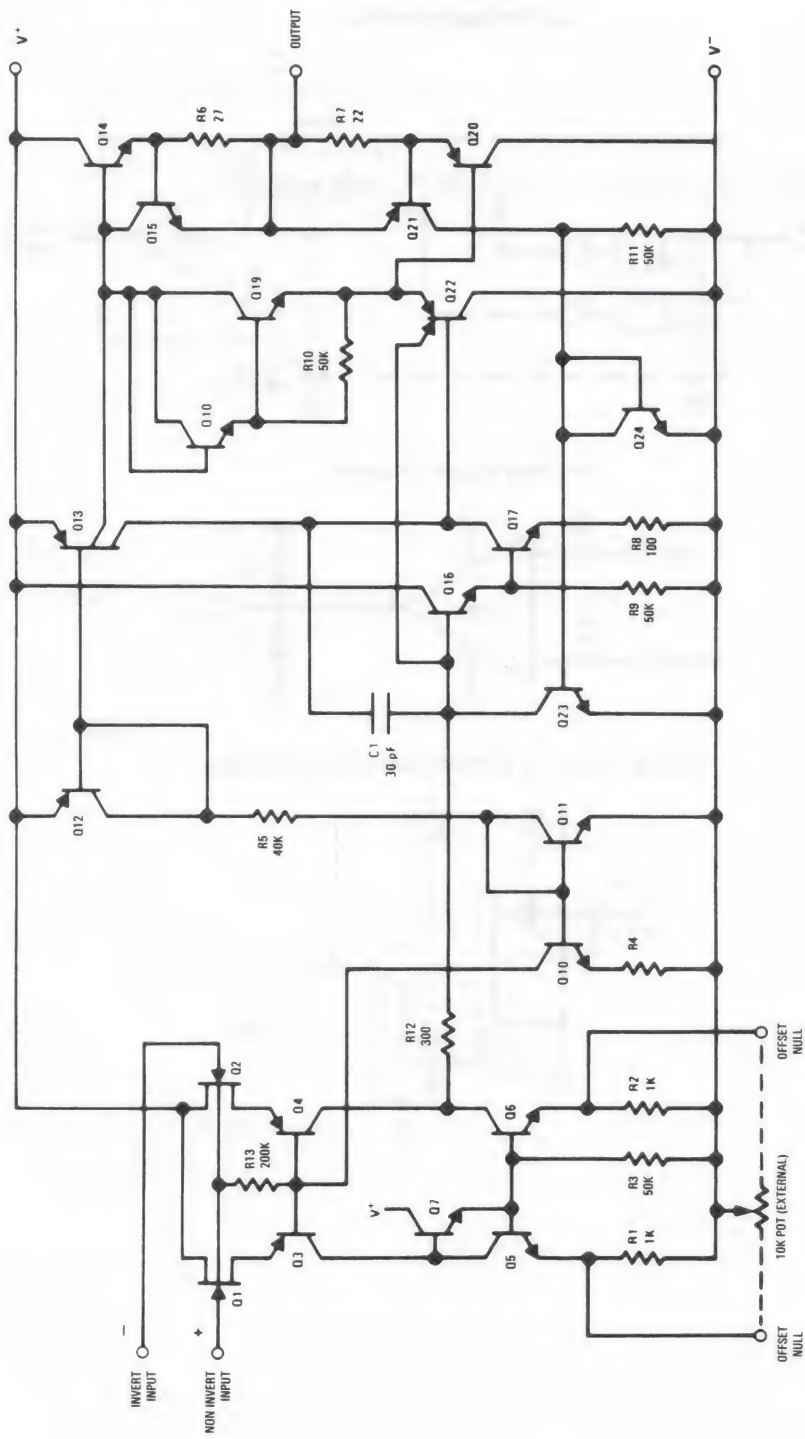 INVERT
INPUT
−
NON INVERT
INPUT
+
Q1
Q2
R13
200K
Q3
Q4
V+
Q7
Q5
Q6
R12
300
R1
1K
R3
50K
R2
1K
10K POT (EXTERNAL)
OFFSET
NULL
OFFSET
NULL
Q12
R5
40K
Q10
Q11
R4
C1
30 pF
Q13
Q16
Q17
Q23
R9
50K
R8
100
Q10
Q19
R10
50K
Q22
Q24
Q15
Q14
R6
27
R7
22
Q21
Q20
R11
50K
V+
OUTPUT
V−